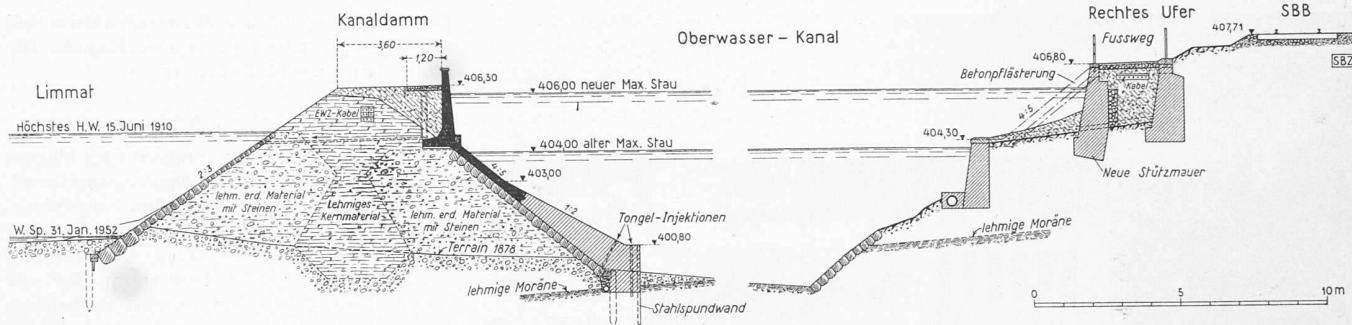 Kanaldamm
3,60
1,20
406,30
Limmat
Höchstes H.W. 15. Juni 1910
EWZ-Kabel
2:3
lehm. erd. Material
mit Steinen
Lehmiges
Kernmaterial
lehm. erd. Material
mit Steinen
W. Sp. 31. Jan. 1952
Terrain 1878
lehmige Moräne
Oberwasser – Kanal
406,00 neuer Max. Stau
404,00 alter Max. Stau
403,00
4:5
1:2
Tongel-Injektionen
400,80
Stahlspundwand
Rechtes Ufer
Fussweg
SBB
407,71
406,80
SBZ
Betonpflästerung
Kabel
4:5
404,30
Neue Stützmauer
lehmige Moräne
0 5 10 m